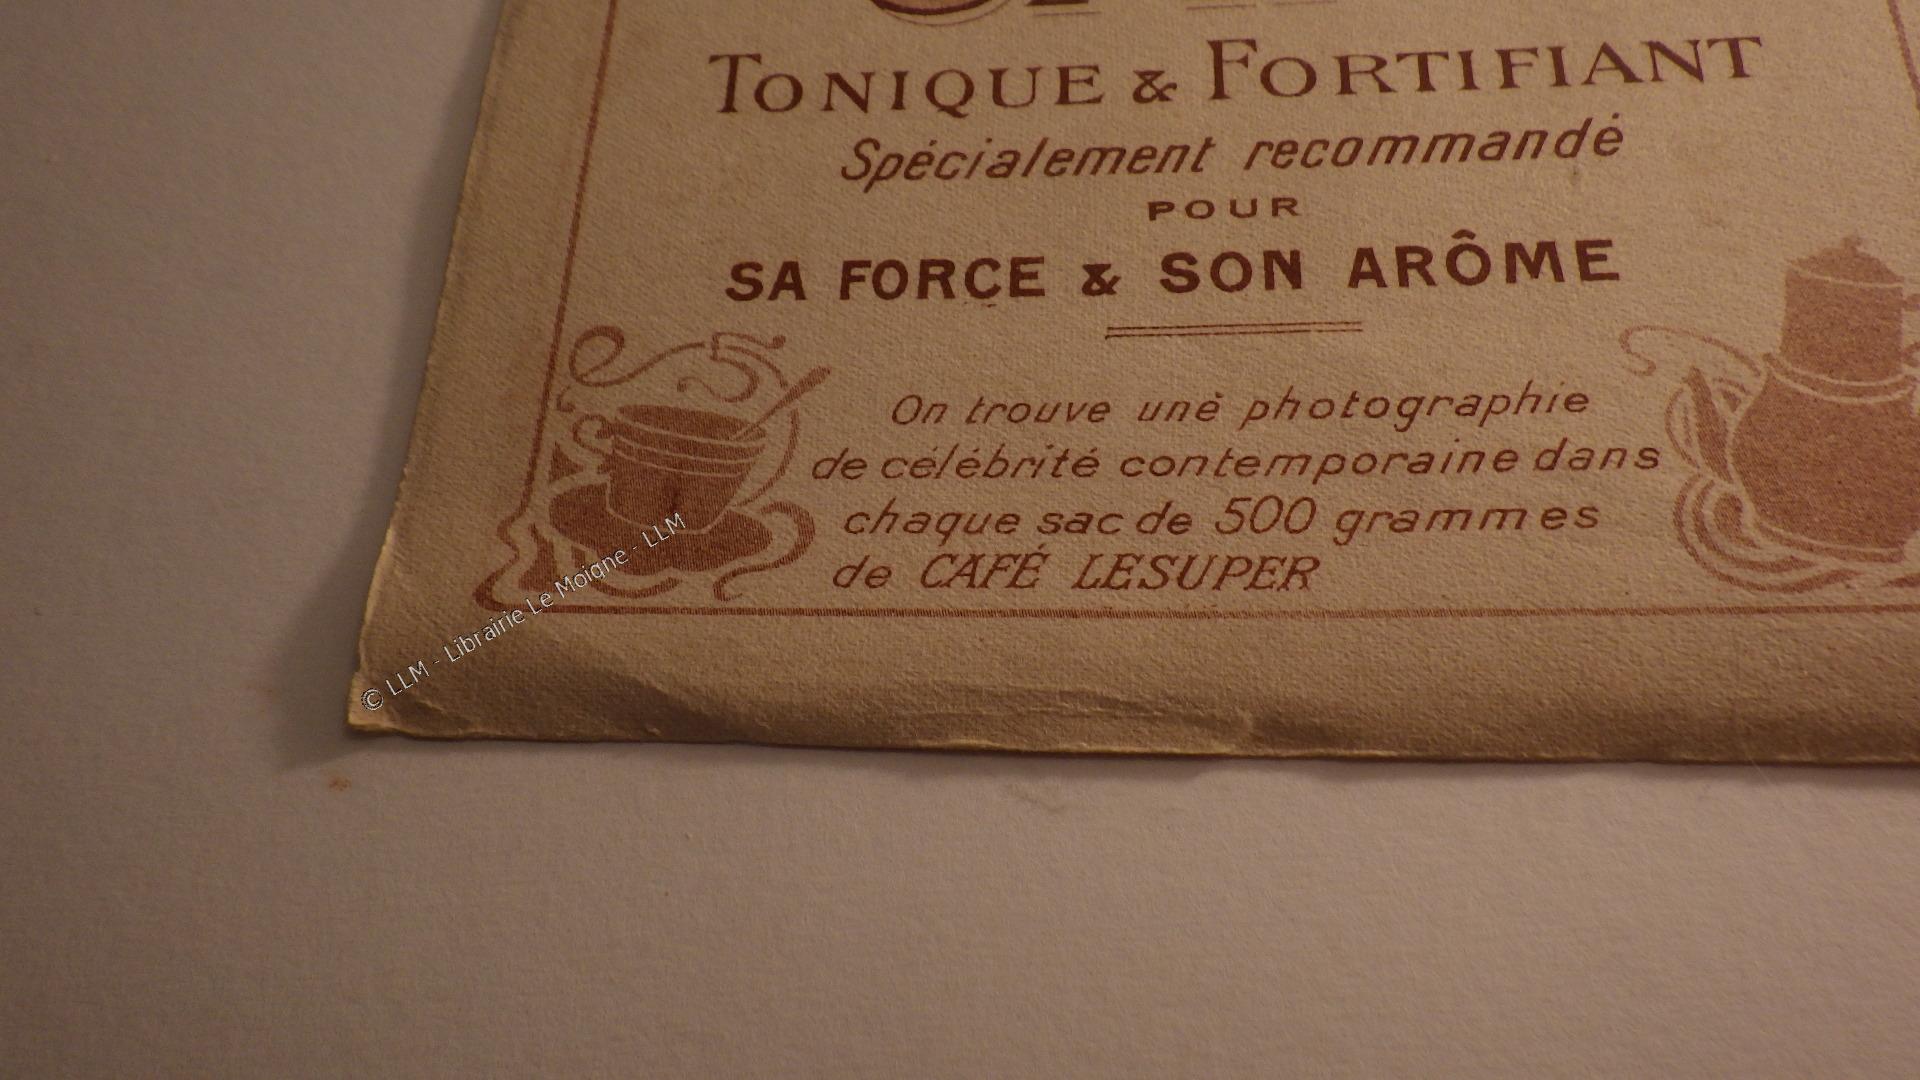 TONIQUE & FORTIFIANT
Spécialement recommandé
POUR
SA FORCE & SON ARÔME
On trouve une photographie
de célébrité contemporaine dans
chaque sac de 500 grammes
de CAFÉ LESUPER
© LLM - Librairie Le Moigne - LLM